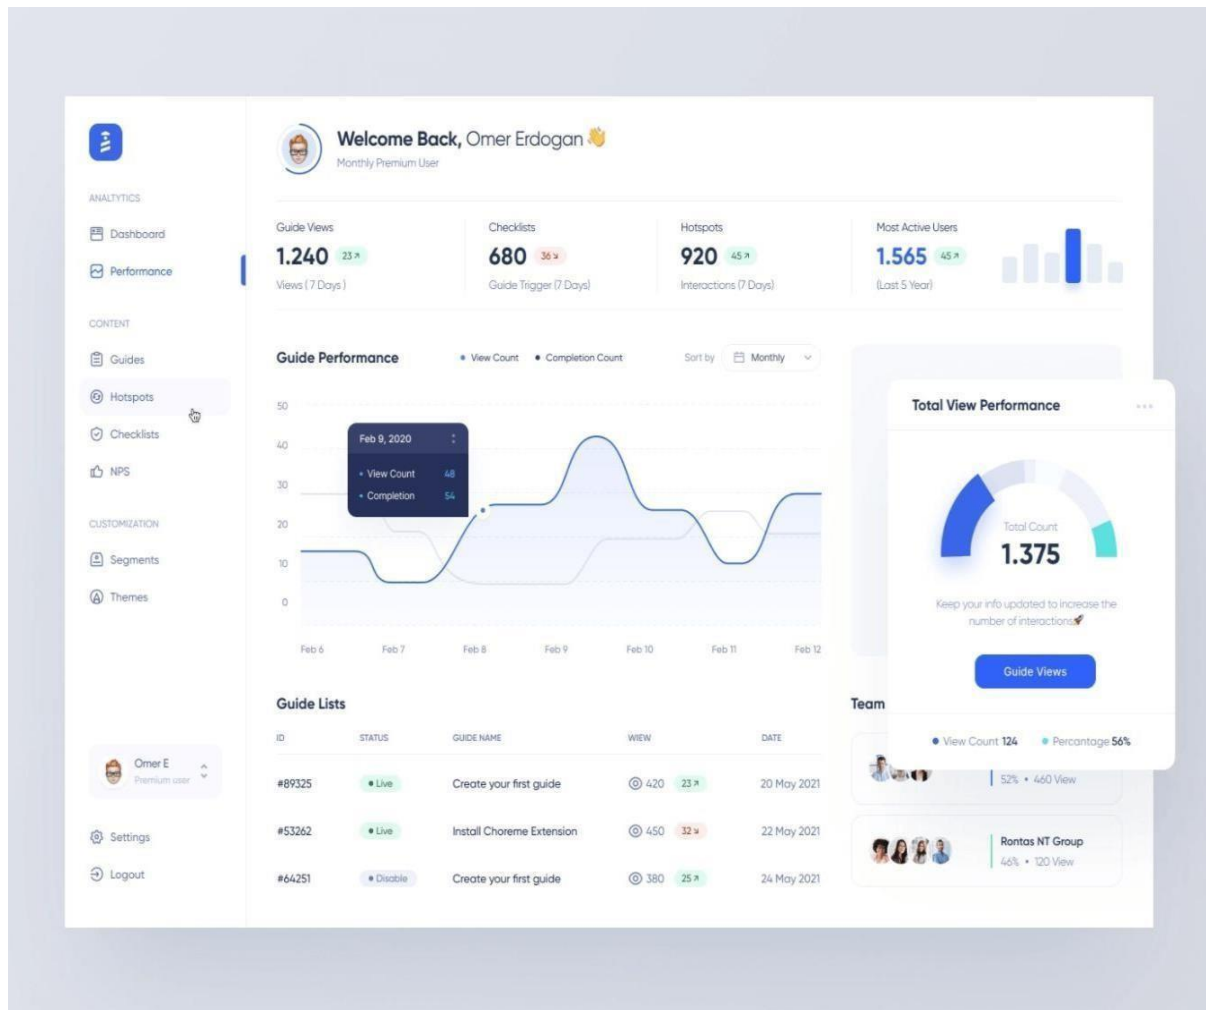 Welcome Back, Omer Erdogan
Monthly Premium User
ANALTYTICS
Dashboard
Performance
CONTENT
Guides
Hotspots
Checklists
NPS
CUSTOMIZATION
Segments
Themes
Omer E
Premium user
Settings
Logout
Guide Views
1.240 23
Views ( 7 Days )
Checklists
680 36
Guide Trigger (7 Days)
Hotspots
920 45
Interactions (7 Days)
Most Active Users
1.565 45
(Last 5 Year)
Guide Performance
View Count Completion Count
Sort by Monthly
50
40
30
20
10
0
Feb 9, 2020
View Count 48
Completion 54
Feb 6 Feb 7 Feb 8 Feb 9 Feb 10 Feb 11 Feb 12
Total View Performance
Total Count
1.375
Keep your info updated to increase the
number of interactions
Guide Views
View Count 124 Percantage 56%
Guide Lists
ID STATUS GUIDE NAME WIEW DATE
#89325 Live Create your first guide 420 23 20 May 2021
#53262 Live Install Choreme Extension 450 32 22 May 2021
#64251 Disable Create your first guide 380 25 24 May 2021
Team
52% • 460 View
Rontas NT Group
46% • 120 View